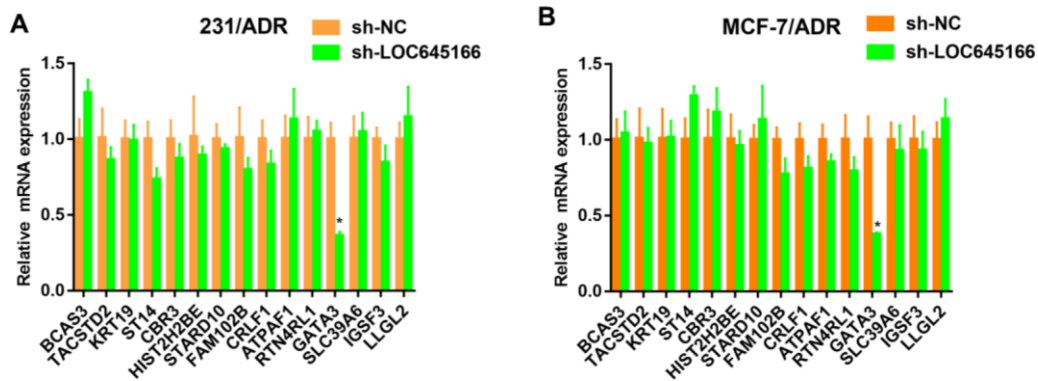 A
231/ADR
sh-NC
sh-LOC645166
Relative mRNA expression
1.5
1.0
0.5
0.0
*
BCAS3
TACSTD2
KRT19
ST14
CBR3
HIST2H2BE
STARD10
FAM102B
CRLF1
ATPAF1
RTN4RL1
GATA3
SLC39A6
IGSF3
LLGL2
B
MCF-7/ADR
sh-NC
sh-LOC645166
Relative mRNA expression
1.5
1.0
0.5
0.0
*
BCAS3
TACSTD2
KRT19
ST14
CBR3
HIST2H2BE
STARD10
FAM102B
CRLF1
ATPAF1
RTN4RL1
GATA3
SLC39A6
IGSF3
LLGL2